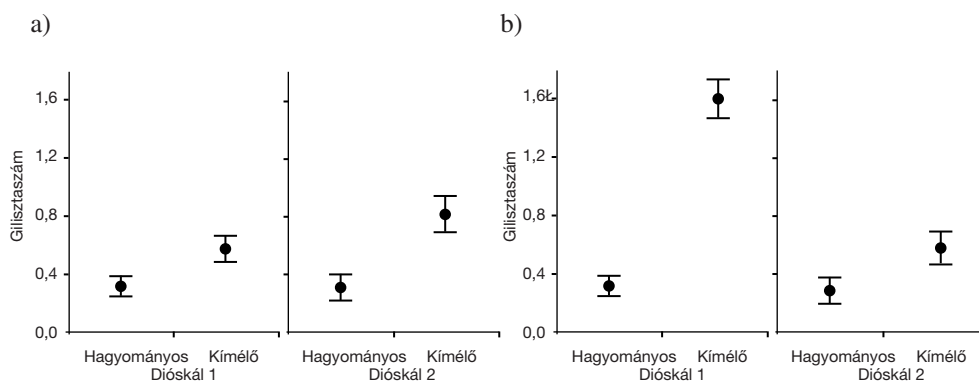 a)
Gilisztaszám
1,6
1,2
0,8
0,4
0,0
Hagyományos Kímélő
Dióskál 1
Hagyományos Kímélő
Dióskál 2
b)
Gilisztaszám
1,6Ł
1,2
0,8
0,4
0,0
Hagyományos Kímélő
Dióskál 1
Hagyományos Kímélő
Dióskál 2